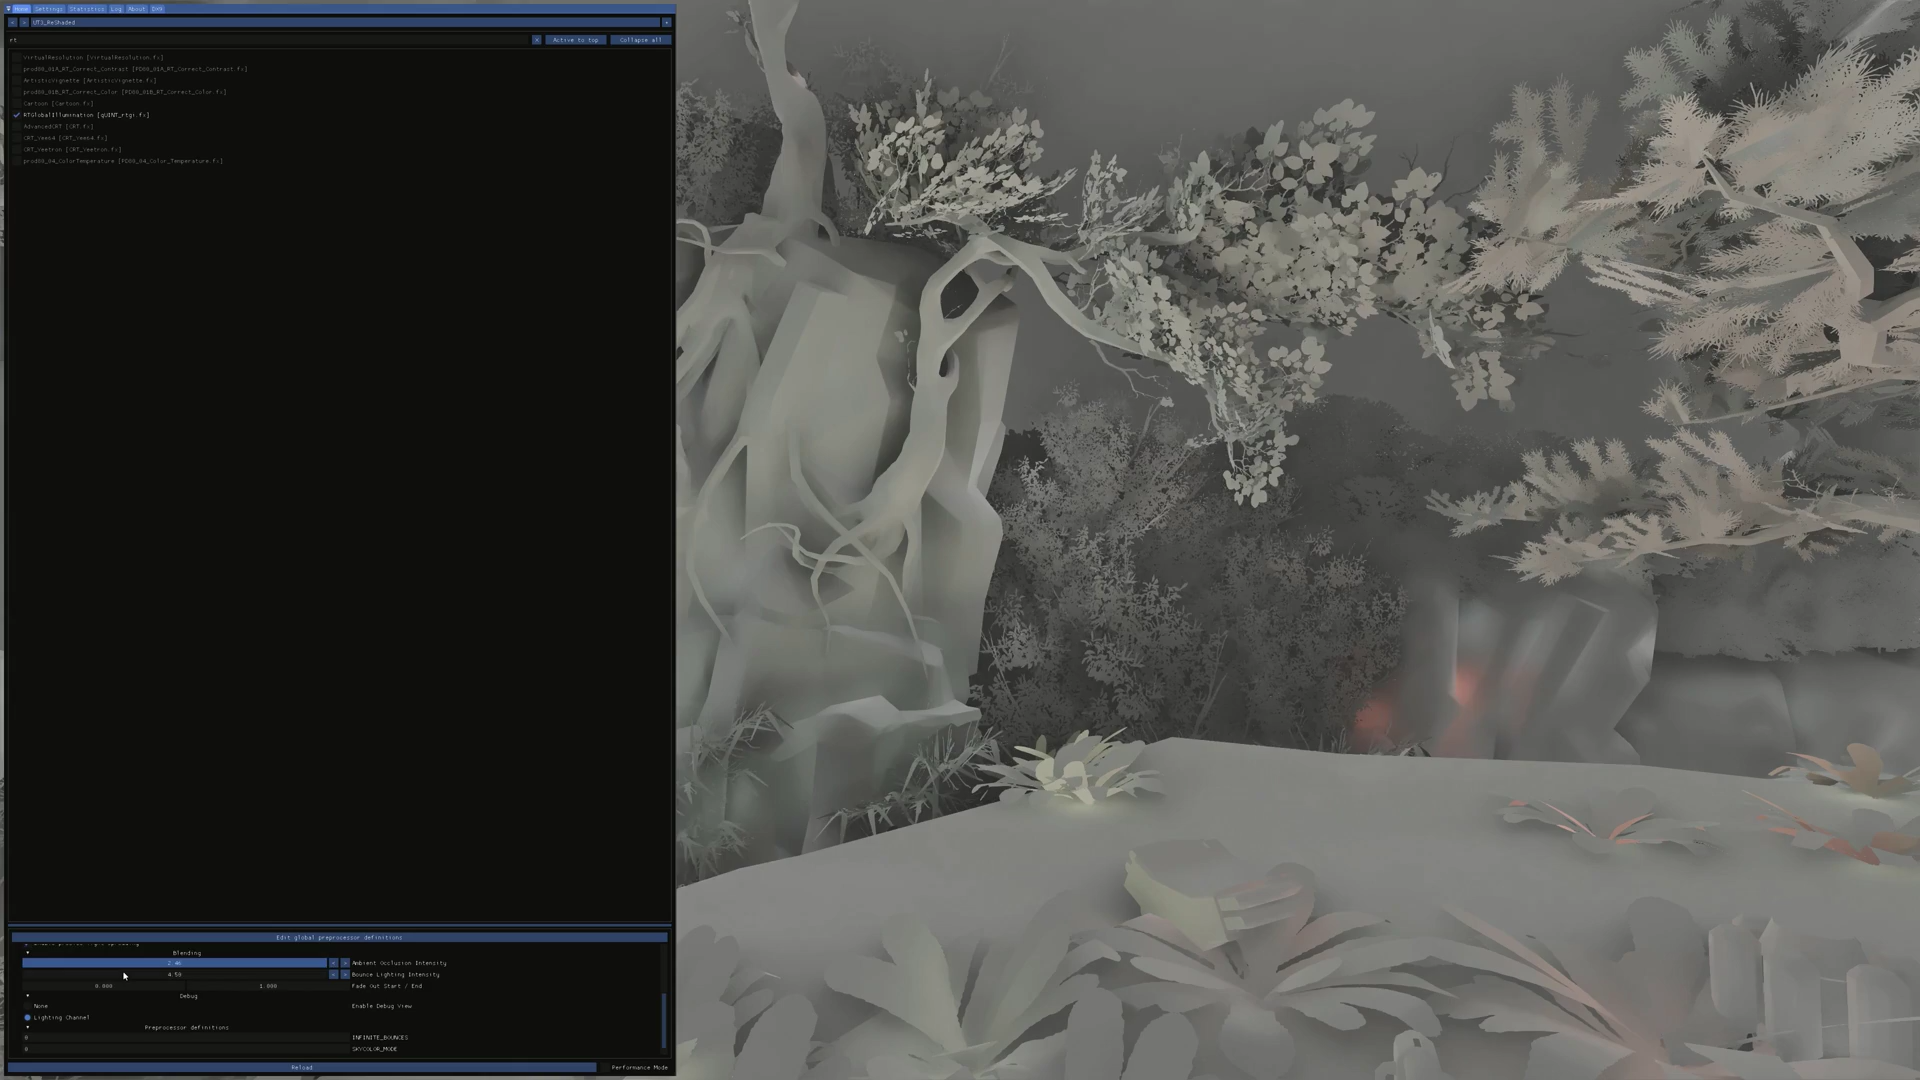 Home Settings Statistics Log About DX9
UT3_ReShaded
rt
Active to top
Collapse all
VirtualResolution [VirtualResolution.fx]
prod80_01A_RT_Correct_Contrast [PD80_01A_RT_Correct_Contrast.fx]
ArtisticVignette [ArtisticVignette.fx]
prod80_01B_RT_Correct_Color [PD80_01B_RT_Correct_Color.fx]
Cartoon [Cartoon.fx]
RTGlobalIllumination [qUINT_rtgi.fx]
AdvancedCRT [CRT.fx]
CRT_Yee64 [CRT_Yee64.fx]
CRT_Yeetron [CRT_Yeetron.fx]
prod80_04_ColorTemperature [PD80_04_Color_Temperature.fx]
Edit global preprocessor definitions
Blending
Ambient Occlusion Intensity
4.50 < > Bounce Lighting Intensity
0.000 1.000 Fade Out Start / End
Debug
None Enable Debug View
Lighting Channel
Preprocessor definitions
0 INFINITE_BOUNCES
0 SKYCOLOR_MODE
Reload Performance Mode